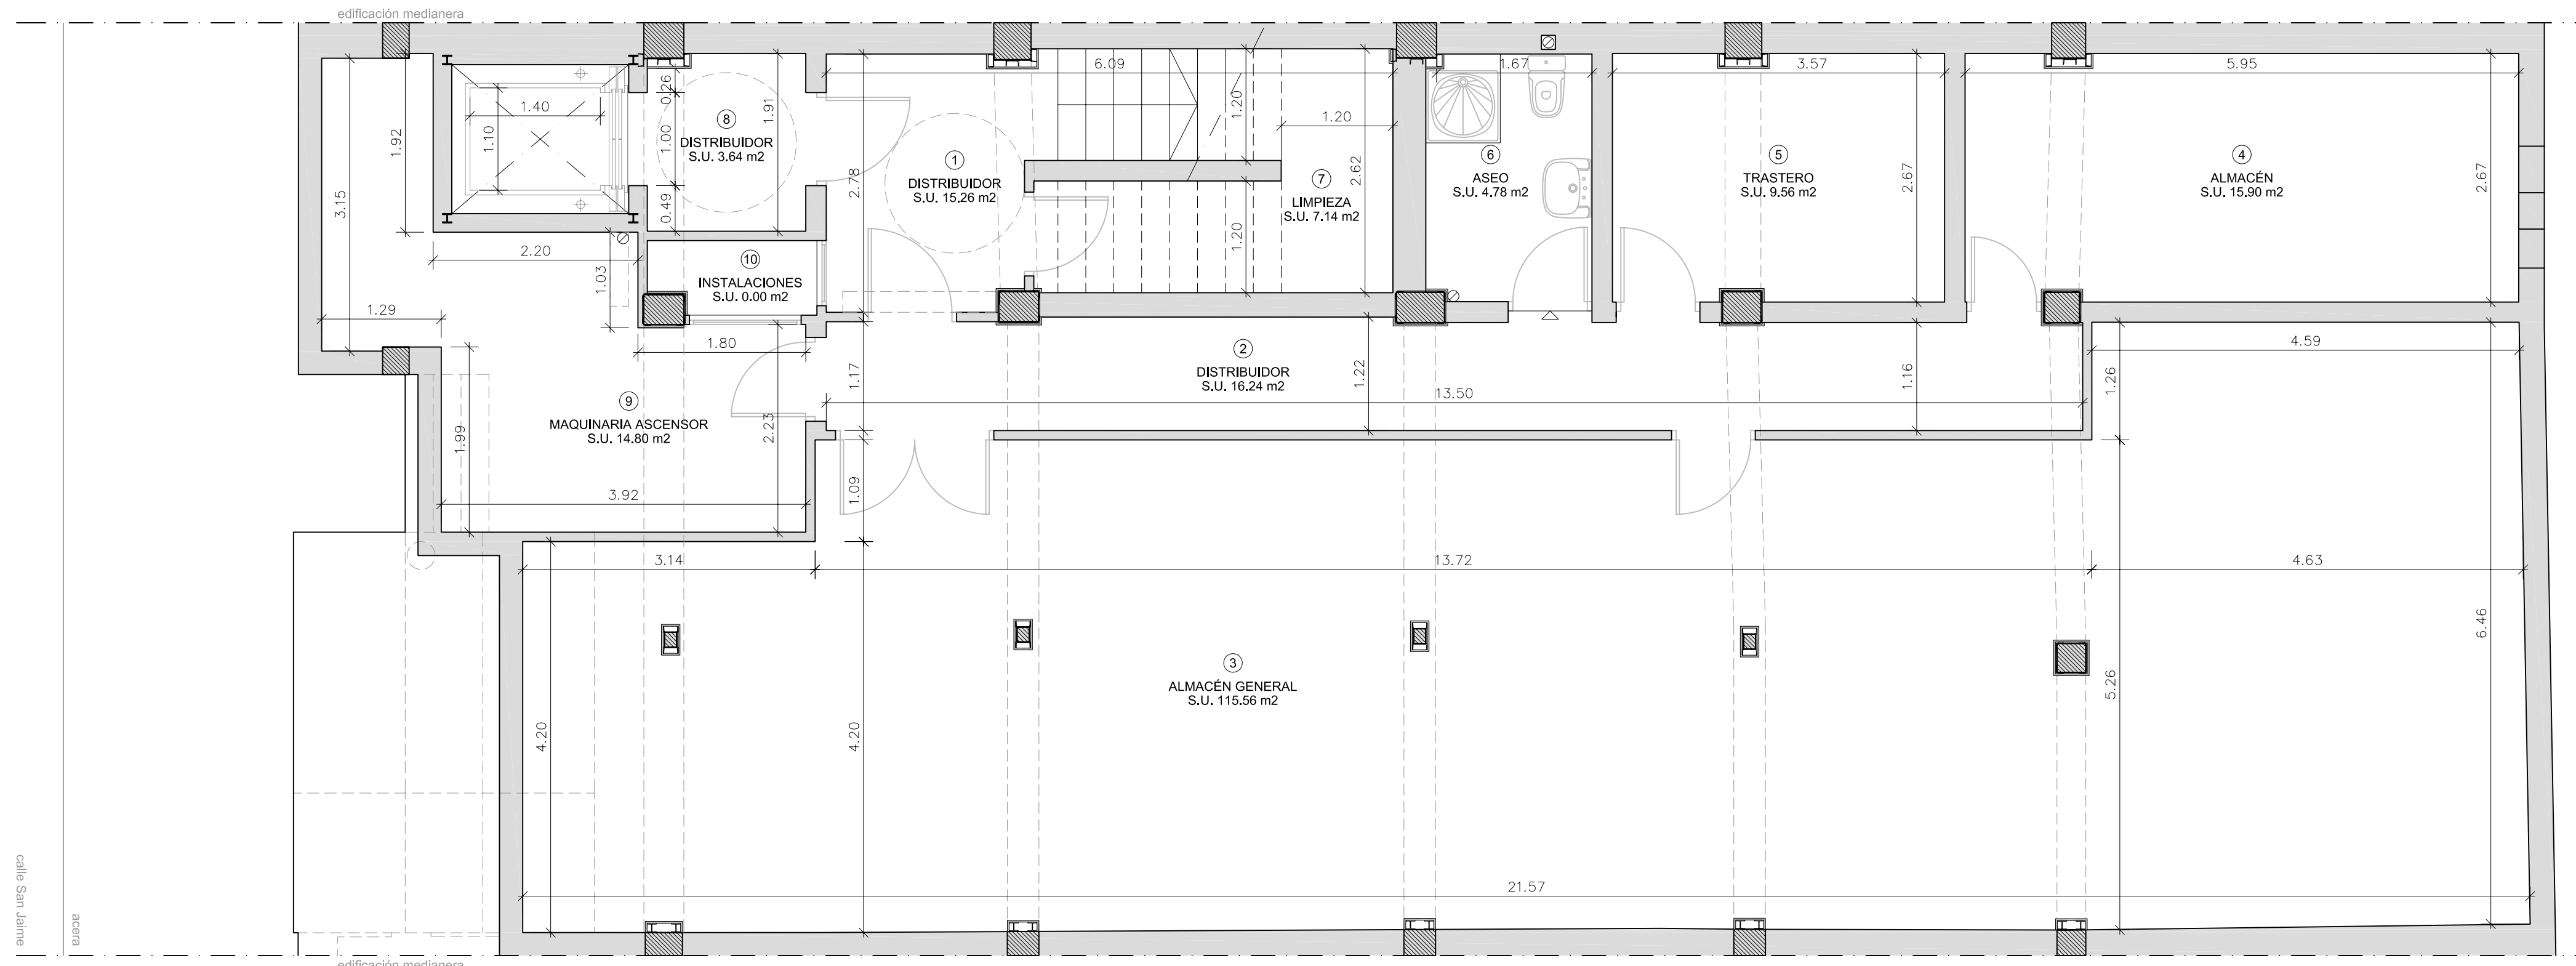 edificación medianera
6.09
1.67
3.57
5.95
0.26
1.40
1.91
1.20
1.20
1.92
1.10
1.00
8
DISTRIBUIDOR
S.U. 3.64 m2
2.78
1
DISTRIBUIDOR
S.U. 15.26 m2
7
LIMPIEZA
S.U. 7.14 m2
2.62
6
ASEO
S.U. 4.78 m2
5
TRASTERO
S.U. 9.56 m2
2.67
4
ALMACÉN
S.U. 15.90 m2
2.67
3.15
0.49
1.20
2.20
1.03
10
INSTALACIONES
S.U. 0.00 m2
1.29
1.80
1.17
2
DISTRIBUIDOR
S.U. 16.24 m2
1.22
1.16
4.59
1.26
13.50
9
MAQUINARIA ASCENSOR
S.U. 14.80 m2
1.99
2.23
3.92
1.09
3.14
13.72
4.63
6.46
3
ALMACÉN GENERAL
S.U. 115.56 m2
5.26
4.20
4.20
21.57
calle San Jaime
acera
edificación medianera